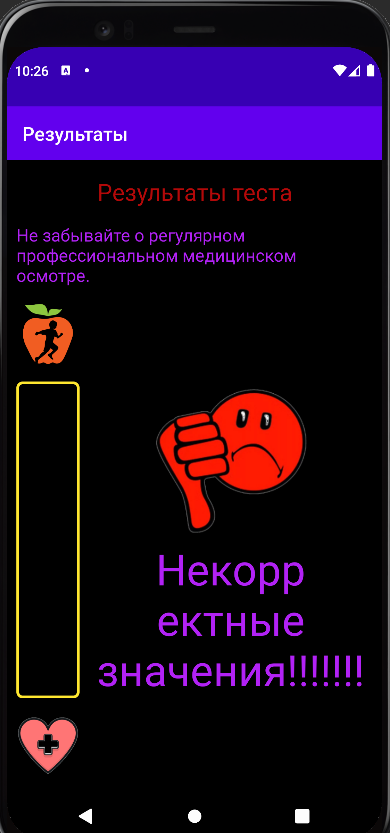 10:26
A
Результаты
Результаты теста
Не забывайте о регулярном
профессиональном медицинском
осмотре.
Некорр
ектные
значения!!!!!!!